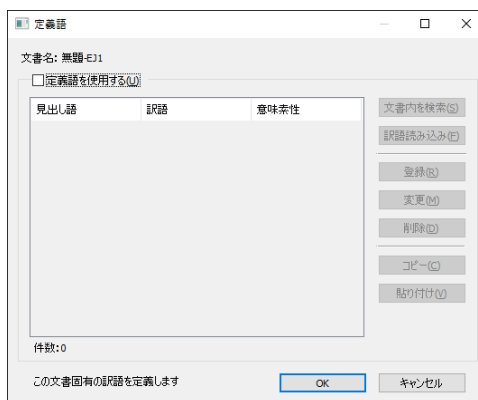 定義語
文書名: 無題-EJ1
定義語を使用する(U)
見出し語 訳語 意味素性
文書内を検索(S)
訳語読み込み(F)
登録(R)
変更(M)
削除(D)
コピー(C)
貼り付け(V)
件数:0
この文書固有の訳語を定義します
OK キャンセル